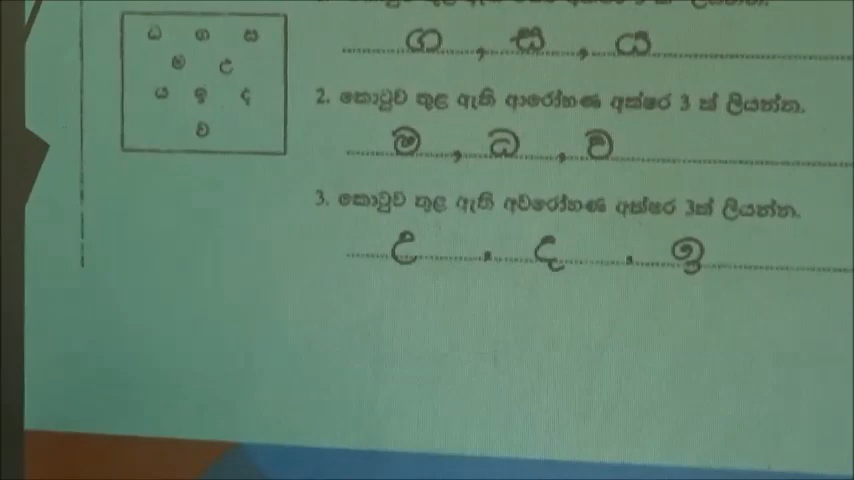 ධ ග ස
ම උ
ය ඉ ද
ව
ග , ස , ය
2. කොටුව තුළ ඇති ආරෝහණ අක්ෂර 3 ක් ලියන්න.
ම , ධ , ව
3. කොටුව තුළ ඇති අවරෝහණ අක්ෂර 3ක් ලියන්න.
උ . ද . ඉ